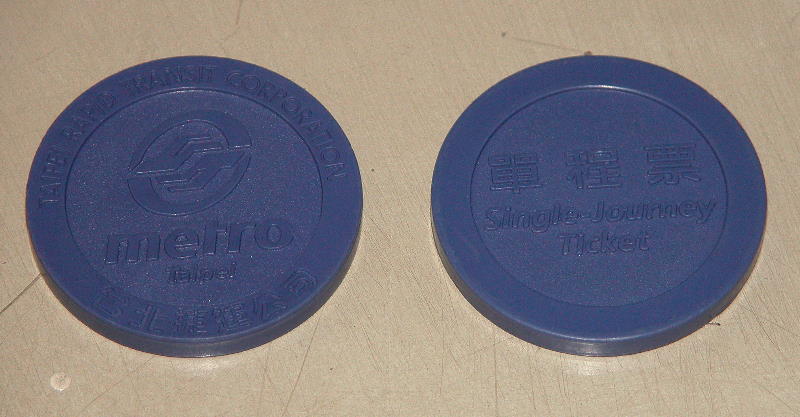 TAIPEI RAPID TRANSIT CORPORATION
metro
Taipei
台北捷運公司
單程票
Single-Journey
Ticket